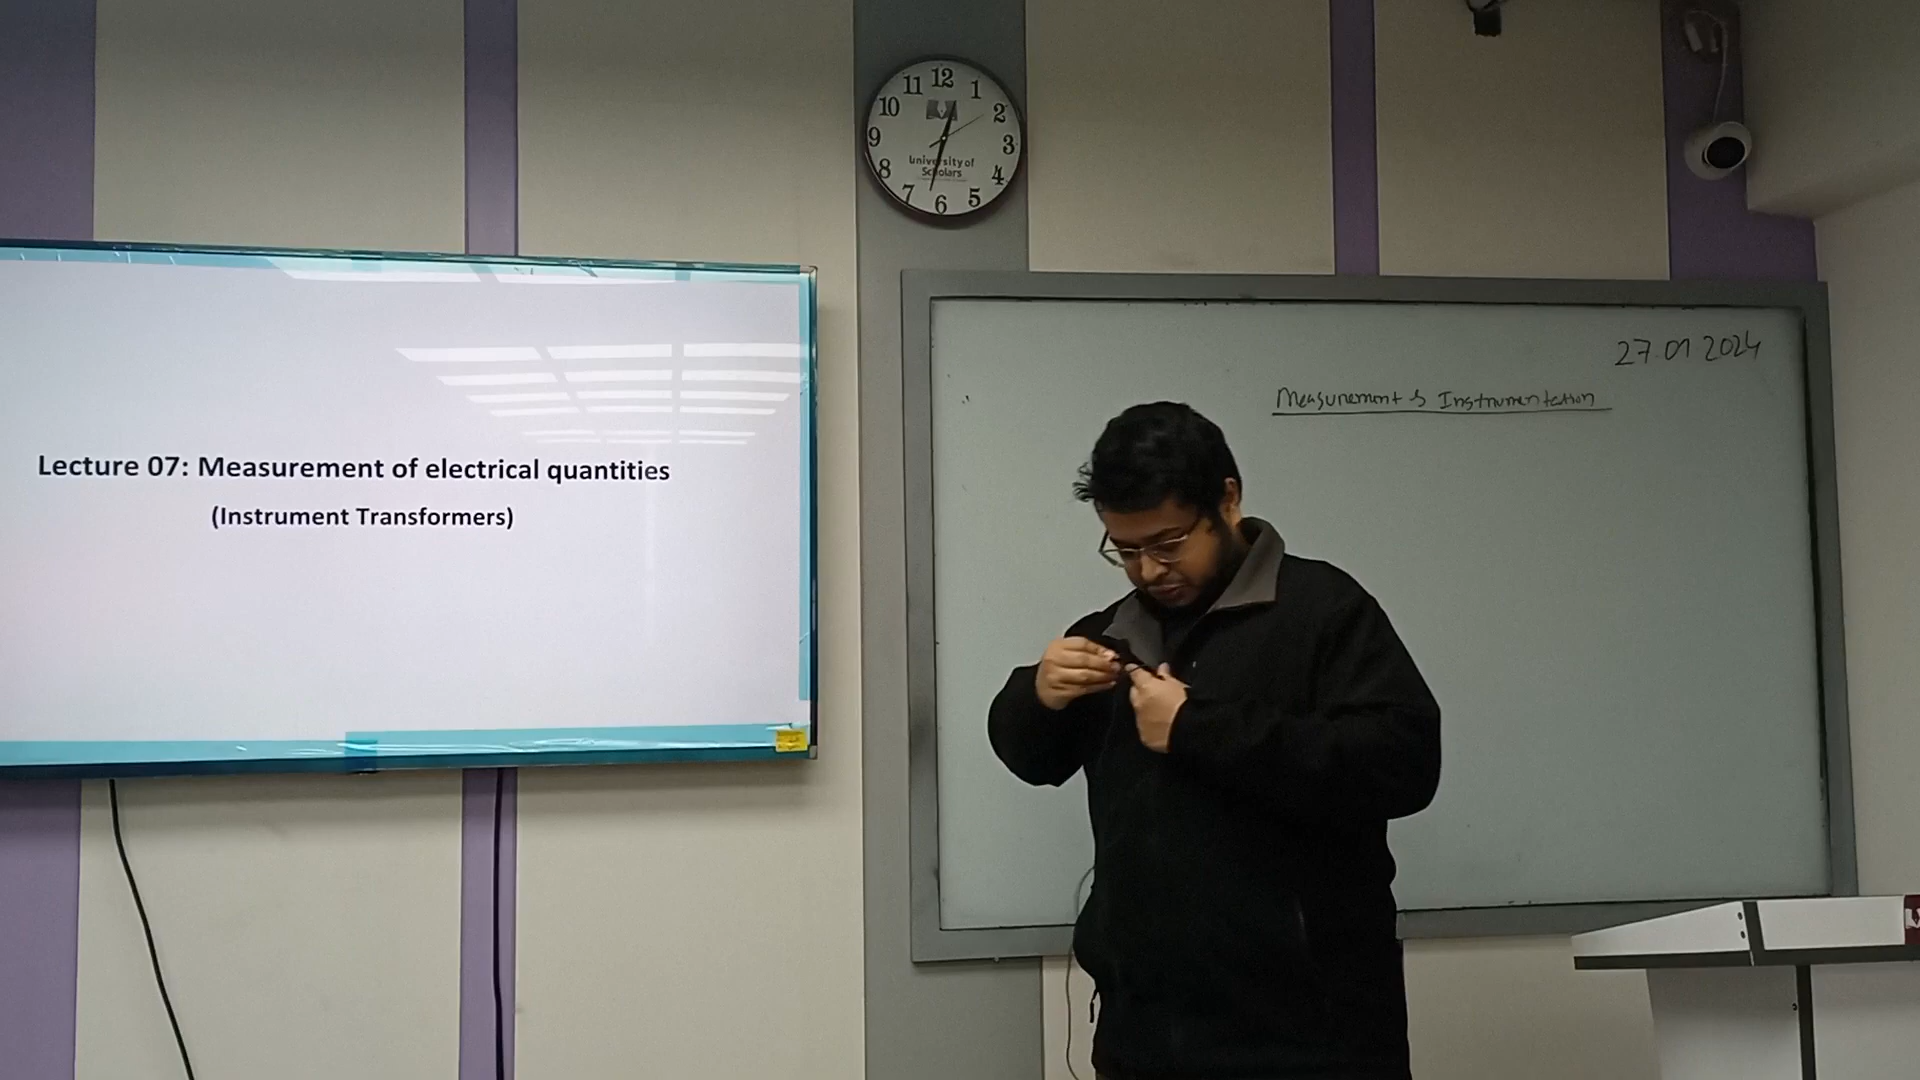 Lecture 07: Measurement of electrical quantities
(Instrument Transformers)
11 12 1
10 2
9 3
8 4
7 6 5
University of
Scholars
27.01 2024
Measurement & Instrumentation